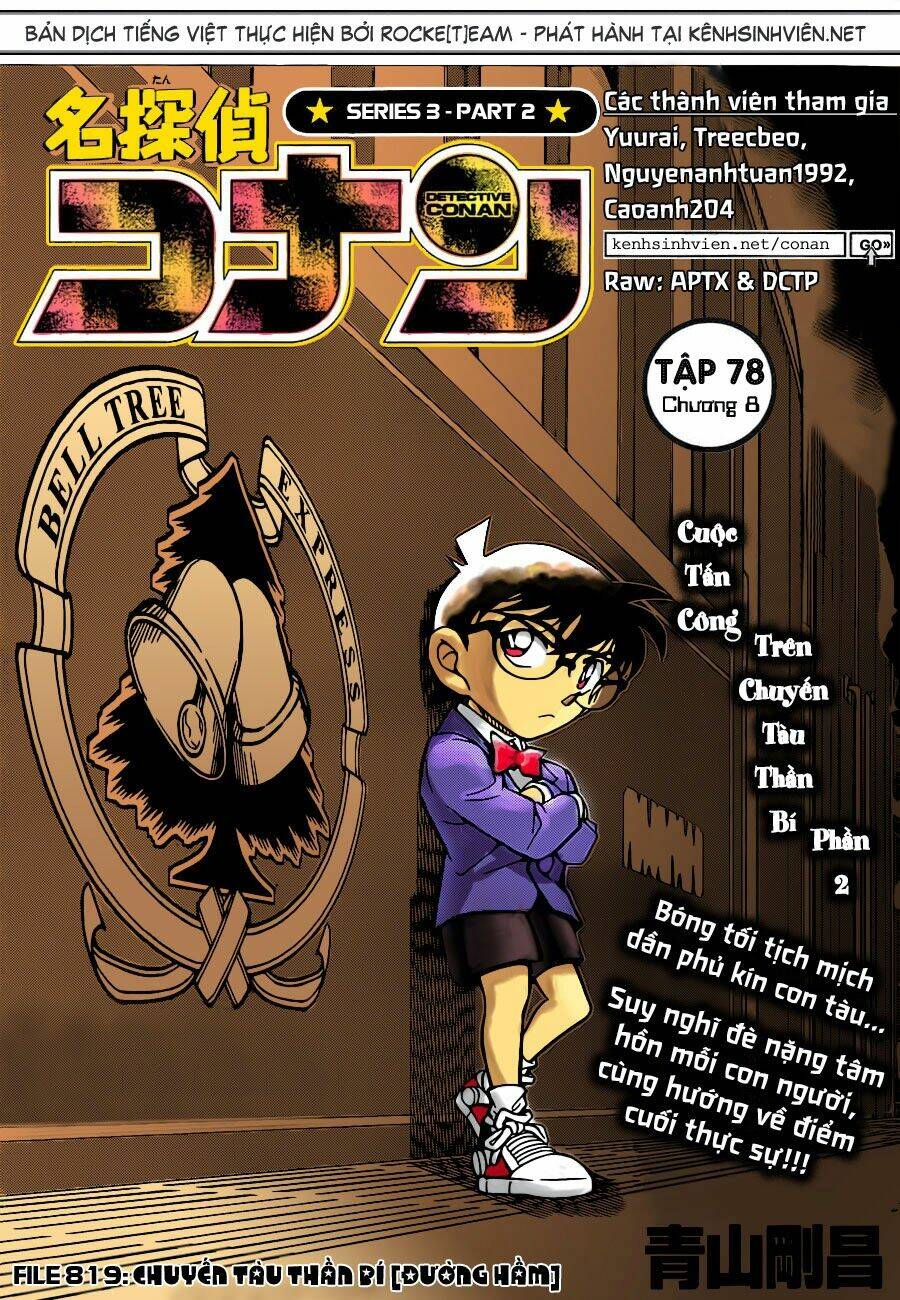 BẢN DỊCH TIẾNG VIỆT THỰC HIỆN BỞI ROCKE[T]EAM - PHÁT HÀNH TẠI KÊNHSINHVIÊN.NET
たん
名探偵
コナン
DETECTIVE
CONAN
★ SERIES 3 - PART 2 ★
Các thành viên tham gia
Yuurai, Treecbeo,
Nguyenanhtuan1992,
Caoanh204
kenhsinhvien.net/conan GO»
Raw: APTX & DCTP
TẬP 78
Chương 8
BELL TREE
EXPRESS
Cuộc
Tấn
Công
Trên
Chuyến
Tàu
Thần
Bí
Phần
2
Bóng tối tịch mịch
dần phủ kín con tàu...
Suy nghĩ đè nặng tâm
hồn mỗi con người,
cùng hướng về điểm
cuối thực sự!!!
青山剛昌
FILE 819: CHUYẾN TÀU THẦN BÍ [ĐƯỜNG HẦM]